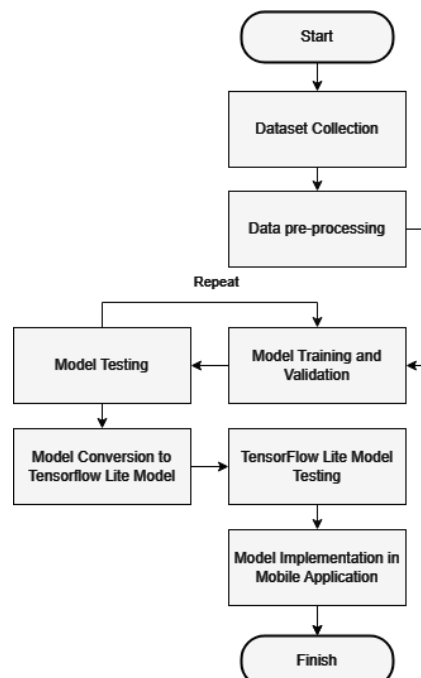 Start
Dataset Collection
Data pre-processing
Repeat
Model Training and
Validation
Model Testing
Model Conversion to
Tensorflow Lite Model
TensorFlow Lite Model
Testing
Model Implementation in
Mobile Application
Finish